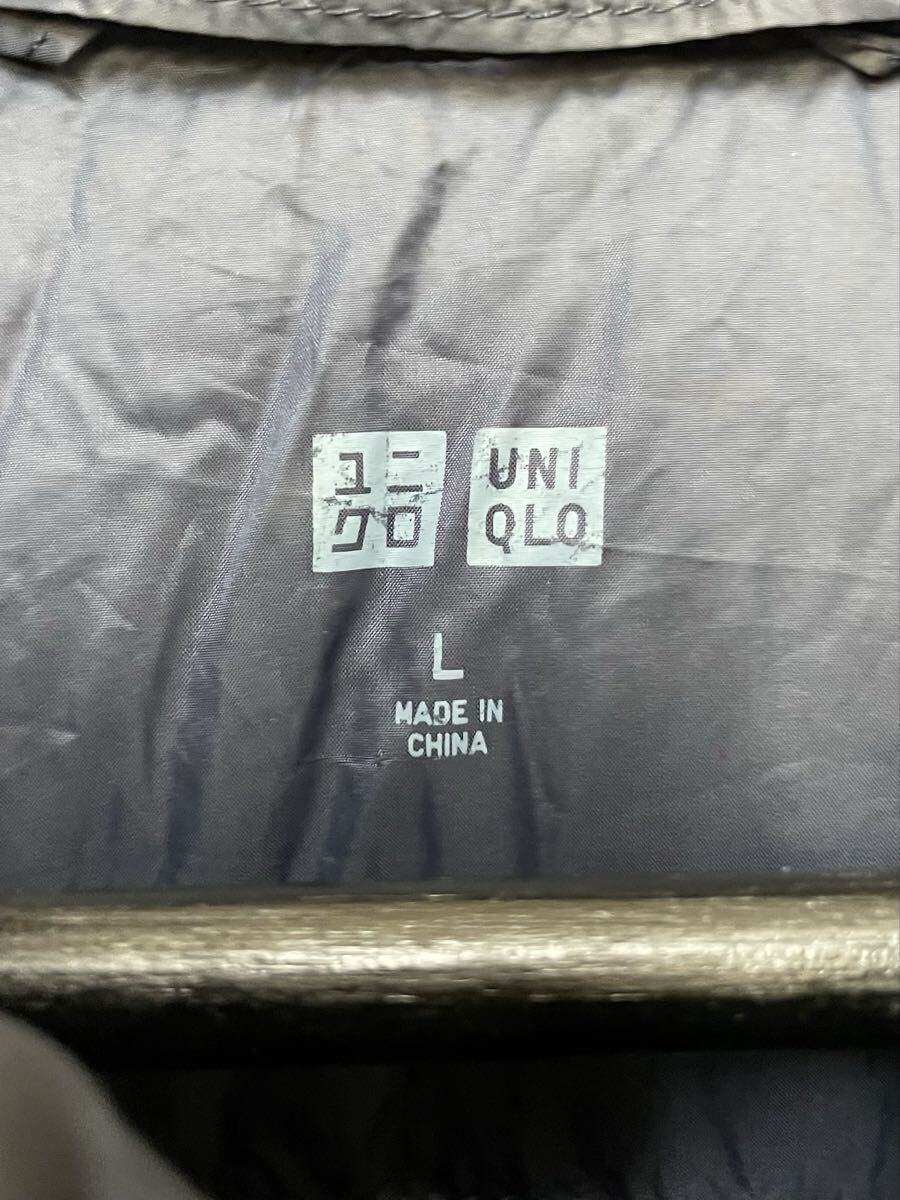 ユニ
クロ
UNI
QLO
L
MADE IN
CHINA